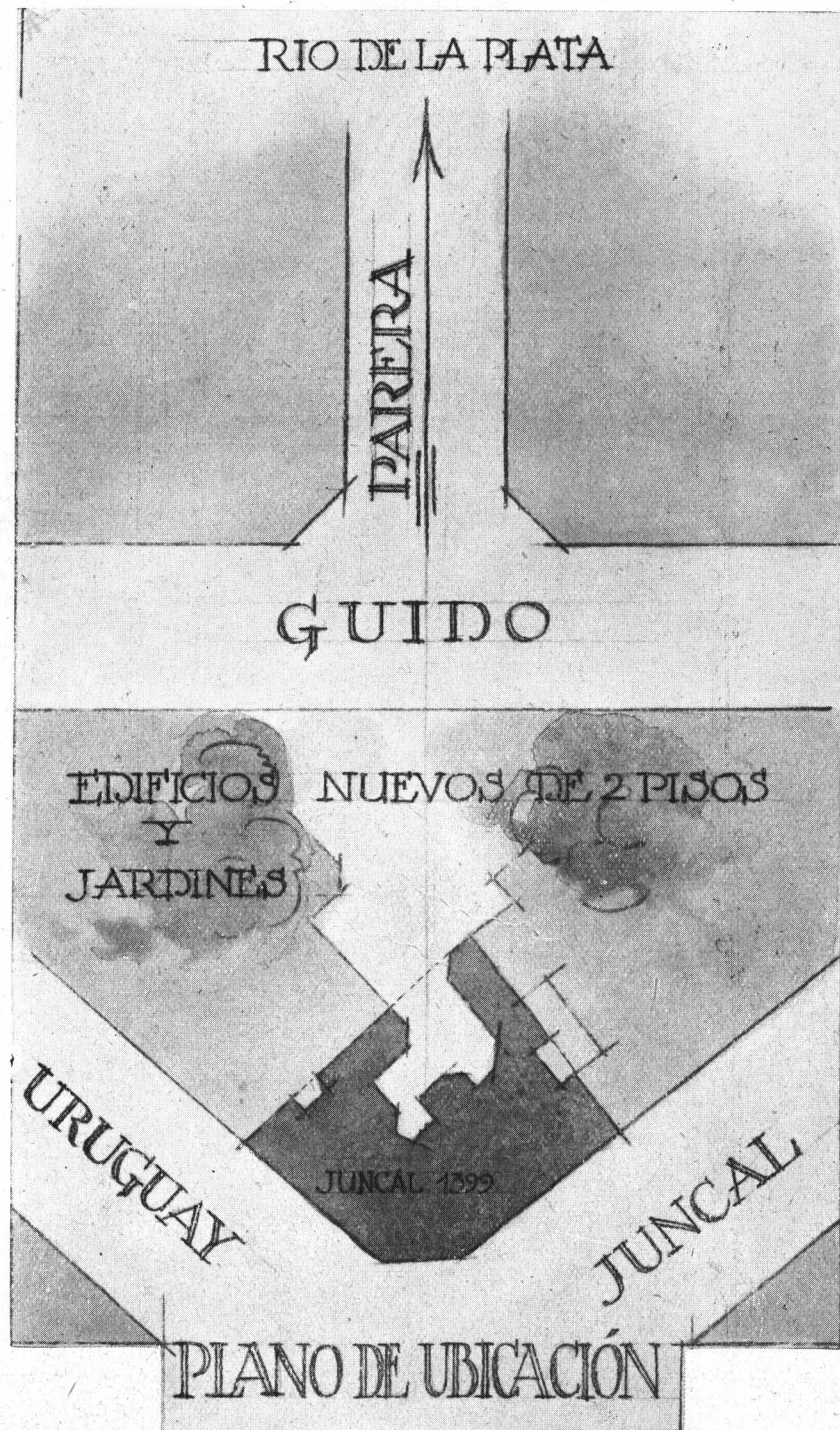 RIO DE LA PLATA
PARERA
GUIDO
EDIFICIOS NUEVOS DE 2 PISOS
Y
JARDINES
URUGUAY
JUNCAL 1399
JUNCAL
PLANO DE UBICACIÓN